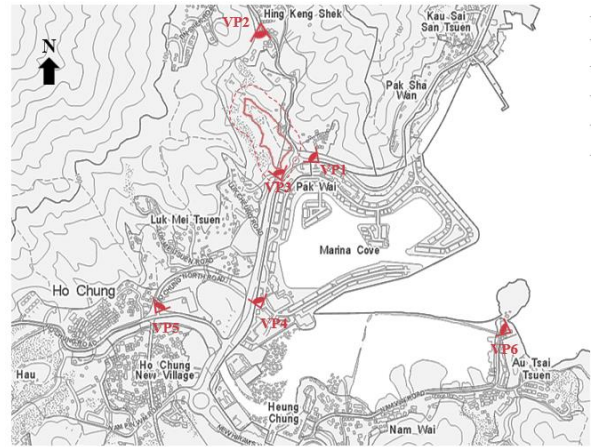 Hing Keng Shek
Kau Sai
San Tsuen
VP2
N
Pak Sha
Wan
VP1
VP3
Pak Wai
Luk Mei Tsuen
Marina Cove
Ho Chung
VP5
VP4
VP6
Ho Chung
New Village
Au Tsai
Tsuen
Hau
Heung
Chung
Nam Wai